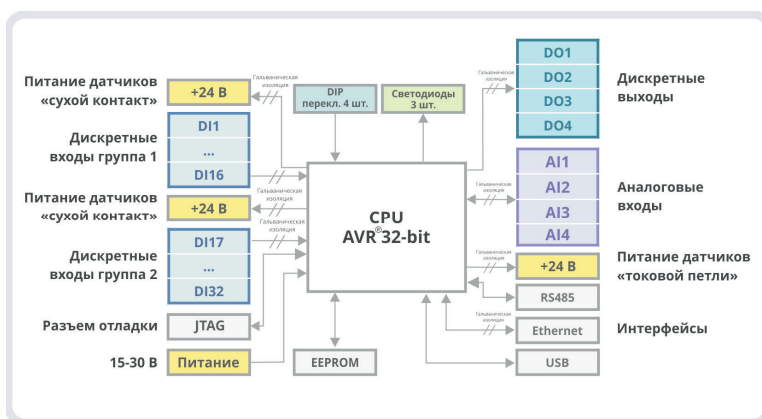 Питание датчиков
«сухой контакт»
+24 В
Гальваническая
изоляция
DIP
перекл. 4 шт.
Светодиоды
3 шт.
Гальваническая
изоляция
DO1
DO2
DO3
DO4
Дискретные
выходы
Дискретные
входы группа 1
DI1
...
DI16
Гальваническая
изоляция
Питание датчиков
«сухой контакт»
+24 В
Гальваническая
изоляция
Дискретные
входы группа 2
DI17
...
DI32
CPU
AVR®32-bit
Гальваническая
изоляция
AI1
AI2
AI3
AI4
Аналоговые
входы
Гальваническая
изоляция
+24 В
Питание датчиков
«токовой петли»
RS485
Гальваническая
изоляция
Ethernet
Интерфейсы
USB
Разъем отладки
JTAG
15-30 В
Питание
EEPROM